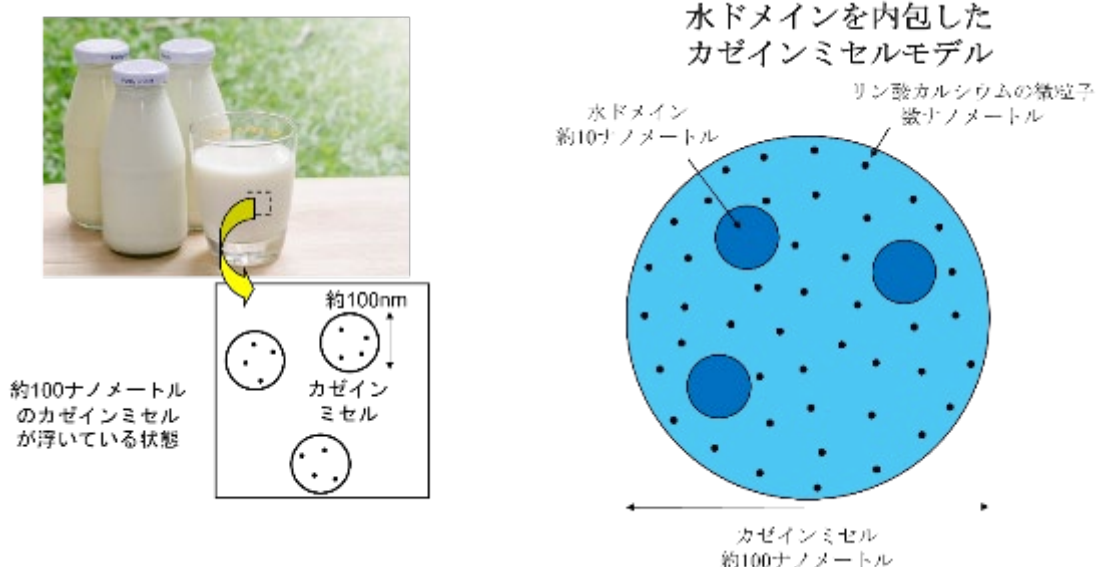 約100nm
カゼイン
ミセル
約100ナノメートル
のカゼインミセル
が浮いている状態
水ドメインを内包した
カゼインミセルモデル
水ドメイン
約10ナノメートル
リン酸カルシウムの微粒子
数ナノメートル
カゼインミセル
約100ナノメートル